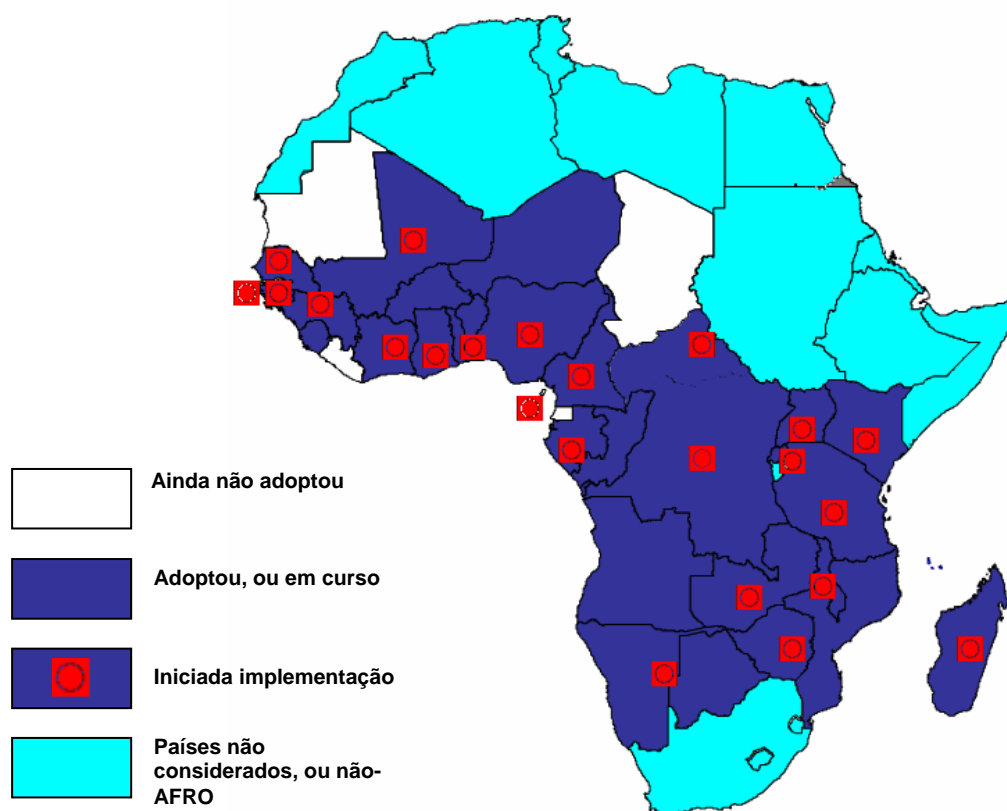 Ainda não adoptou
Adoptou, ou em curso
Iniciada implementação
Países não
considerados, ou não-
AFRO